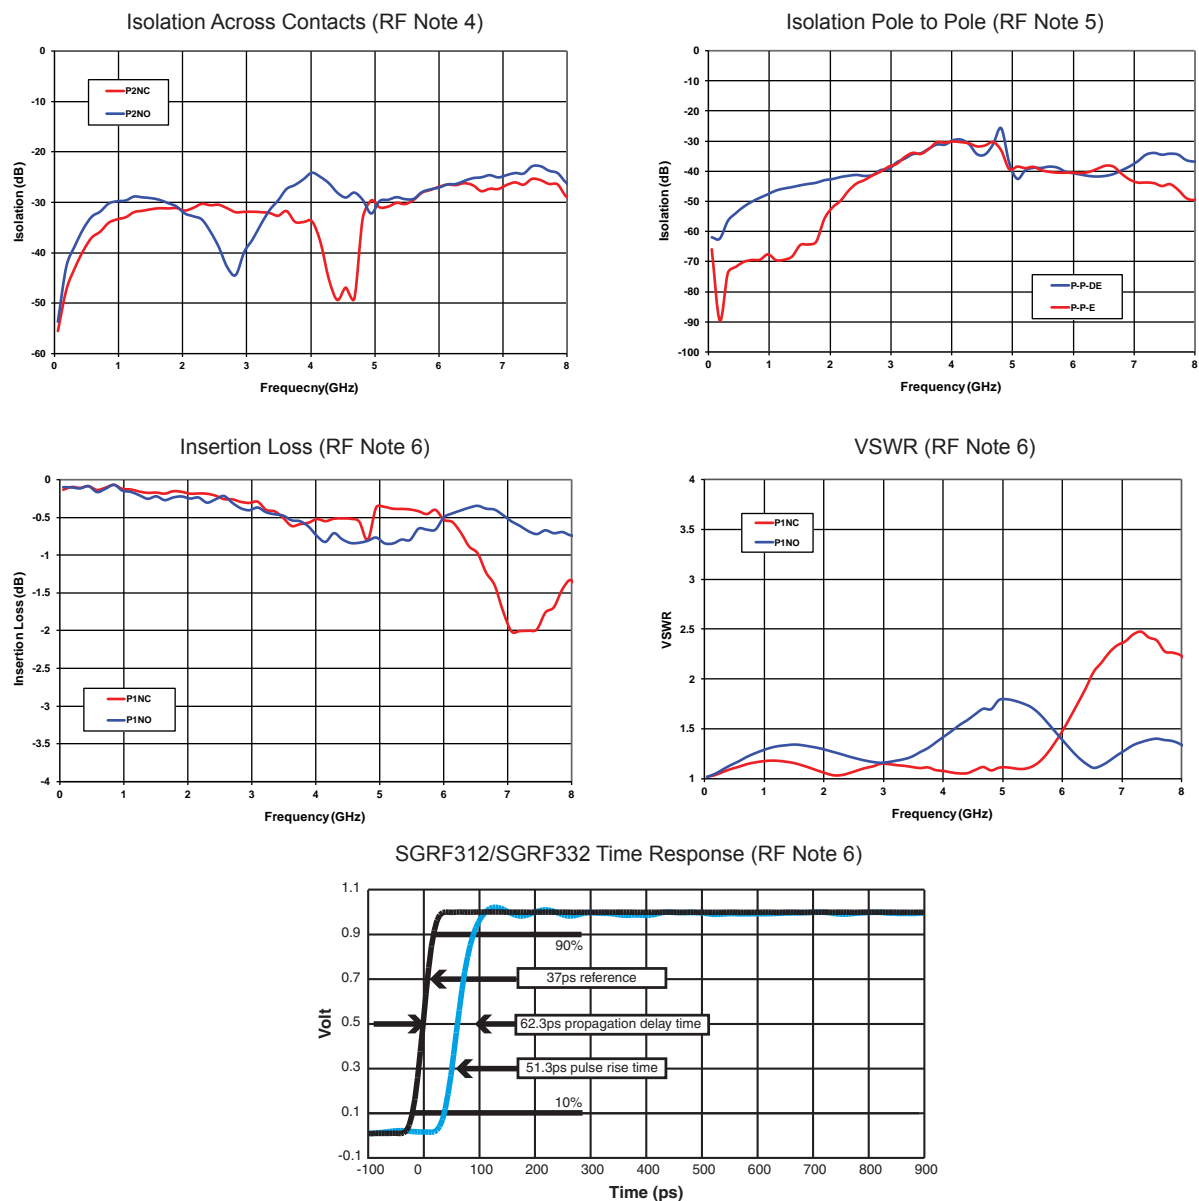 Isolation Across Contacts (RF Note 4)
0
-10
-20
-30
-40
-50
-60
Isolation (dB)
P2NC
P2NO
0 1 2 3 4 5 6 7 8
Frequecny(GHz)
Isolation Pole to Pole (RF Note 5)
0
-10
-20
-30
-40
-50
-60
-70
-80
-90
-100
Isolation (dB)
P-P-DE
P-P-E
0 1 2 3 4 5 6 7 8
Frequency (GHz)
Insertion Loss (RF Note 6)
0
-0.5
-1
-1.5
-2
-2.5
-3
-3.5
-4
Insertion Loss (dB)
P1NC
P1NO
0 1 2 3 4 5 6 7 8
Frequency (GHz)
VSWR (RF Note 6)
4
3.5
3
2.5
2
1.5
1
VSWR
P1NC
P1NO
0 1 2 3 4 5 6 7 8
Frequency (GHz)
SGRF312/SGRF332 Time Response (RF Note 6)
1.1
0.9
0.7
0.5
0.3
0.1
-0.1
Volt
90%
37ps reference
62.3ps propagation delay time
51.3ps pulse rise time
10%
-100 0 100 200 300 400 500 600 700 800 900
Time (ps)